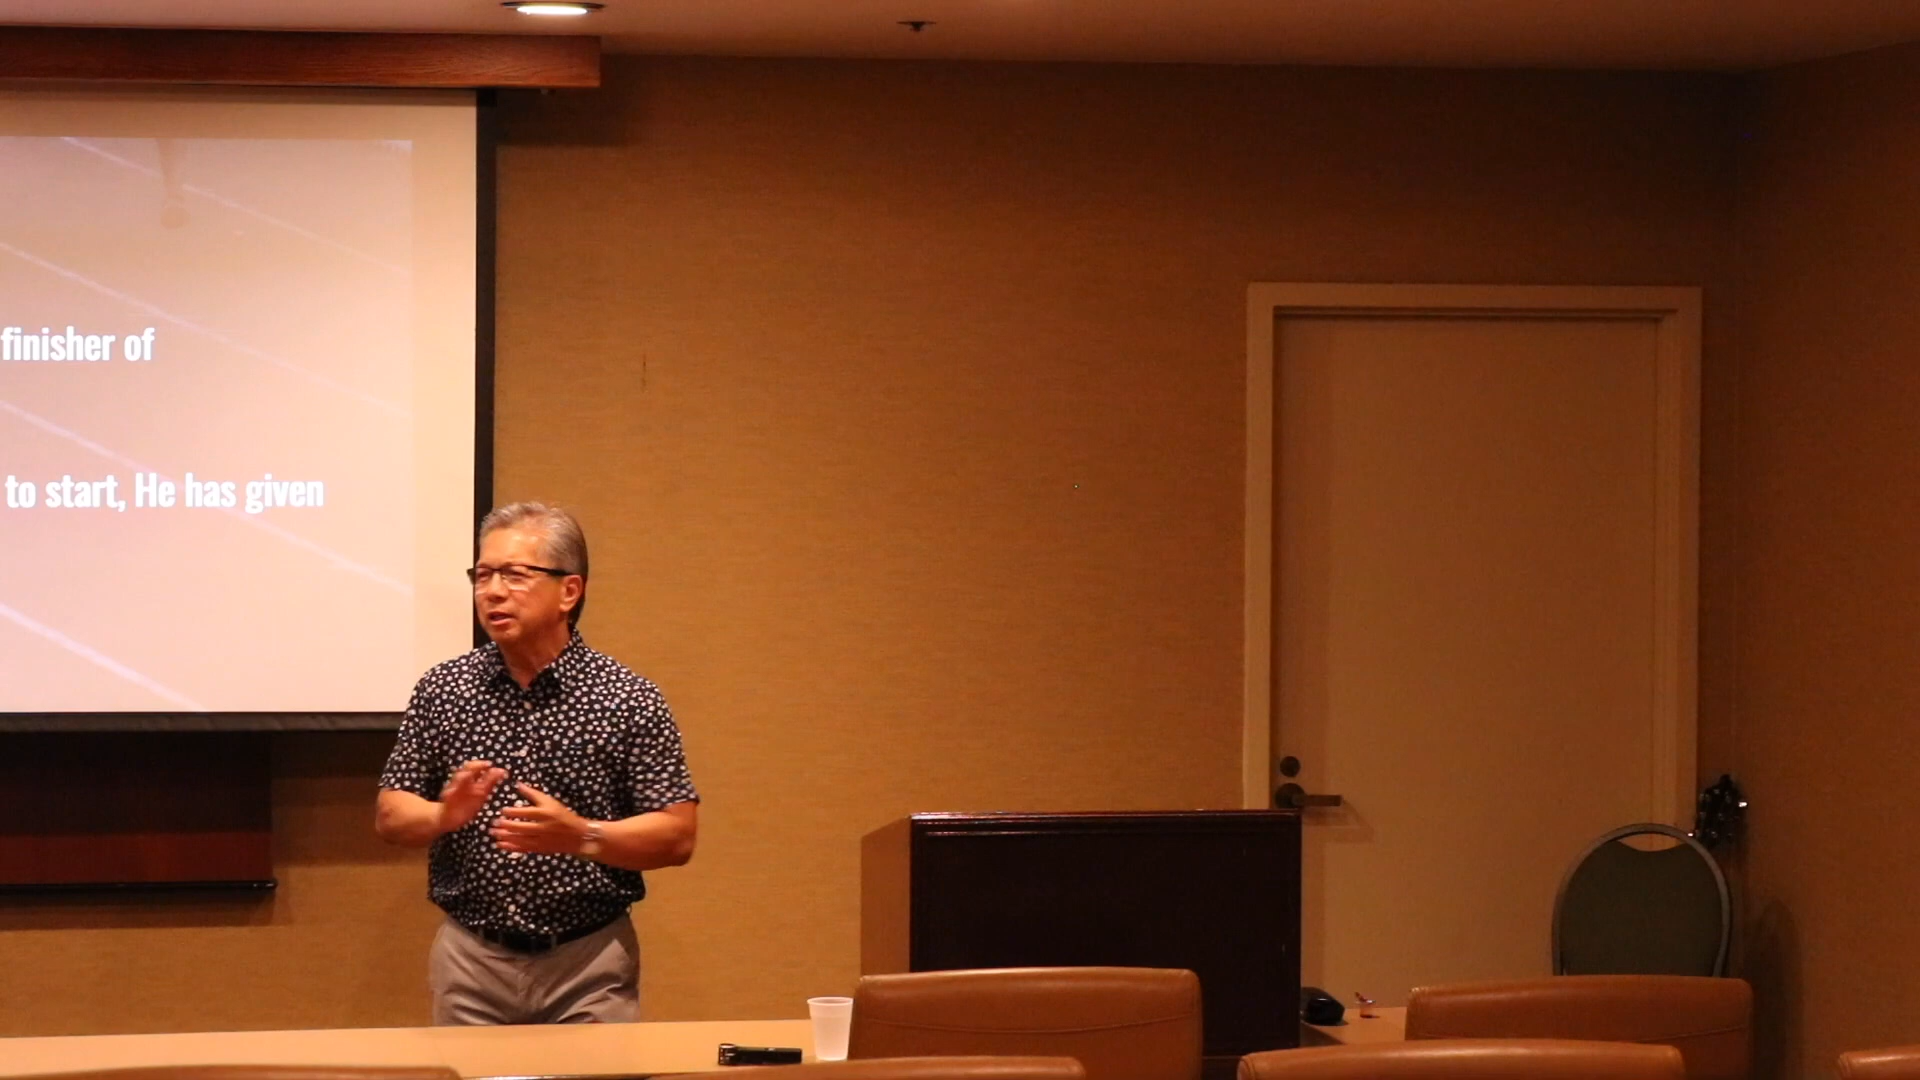 finisher of
to start, He has given